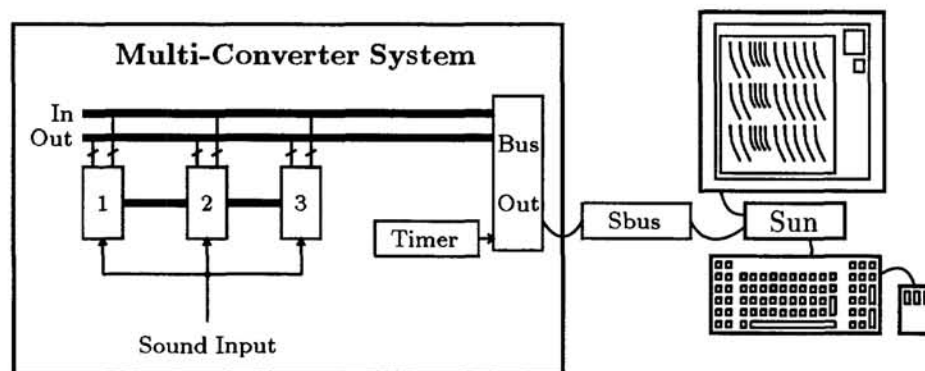 Multi-Converter System
In
Out
Bus
Out
1
2
3
Timer
Sbus
Sun
Sound Input